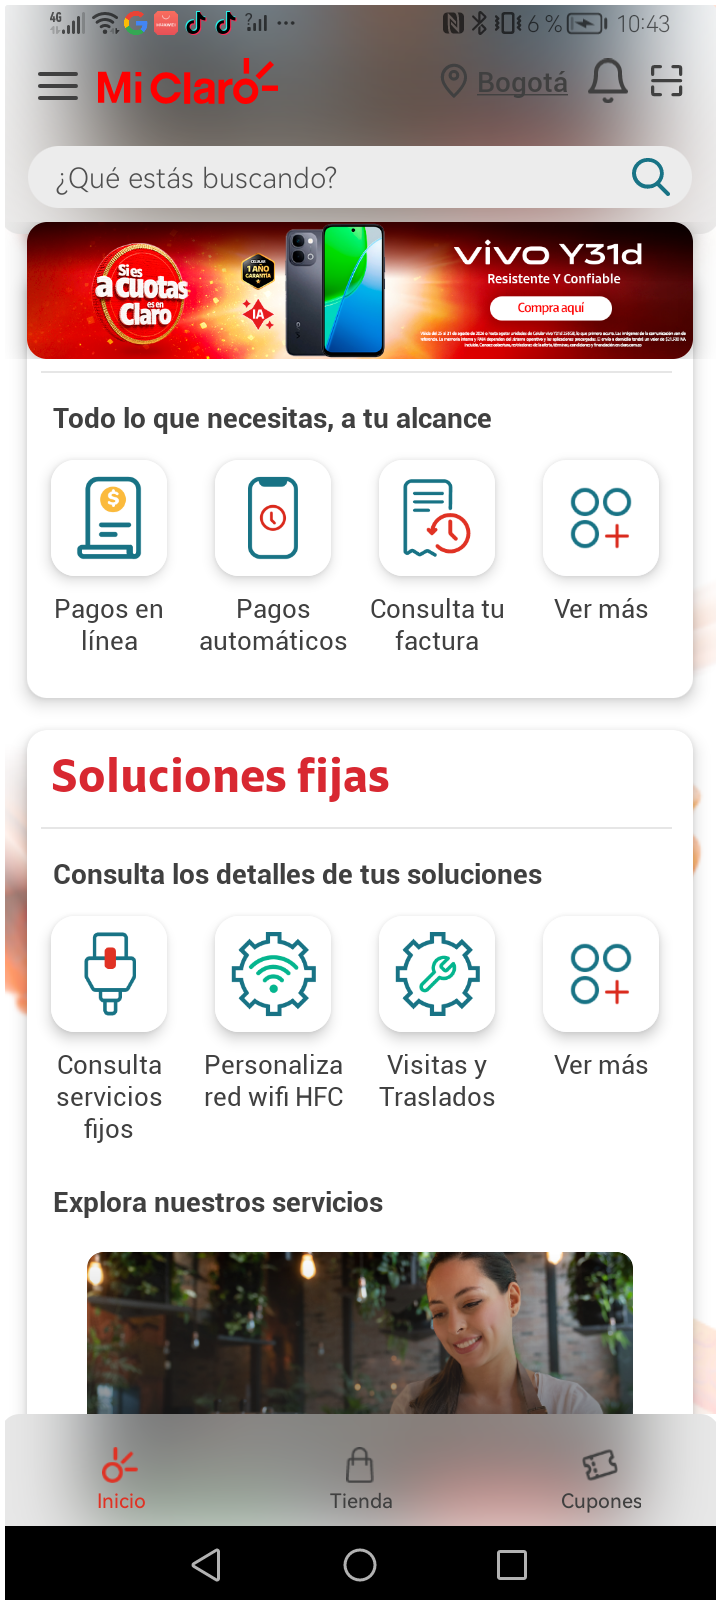 4G
6 % 10:43
Mi Claro
Bogotá
¿Qué estás buscando?
Si es
a cuotas
es en
Claro
1 AÑO
GARANTÍA
IA
vivo Y31d
Resistente Y Confiable
Compra aquí
Todo lo que necesitas, a tu alcance
Pagos en
línea
Pagos
automáticos
Consulta tu
factura
Ver más
Soluciones fijas
Consulta los detalles de tus soluciones
Consulta
servicios
fijos
Personaliza
red wifi HFC
Visitas y
Traslados
Ver más
Explora nuestros servicios
Inicio
Tienda
Cupones